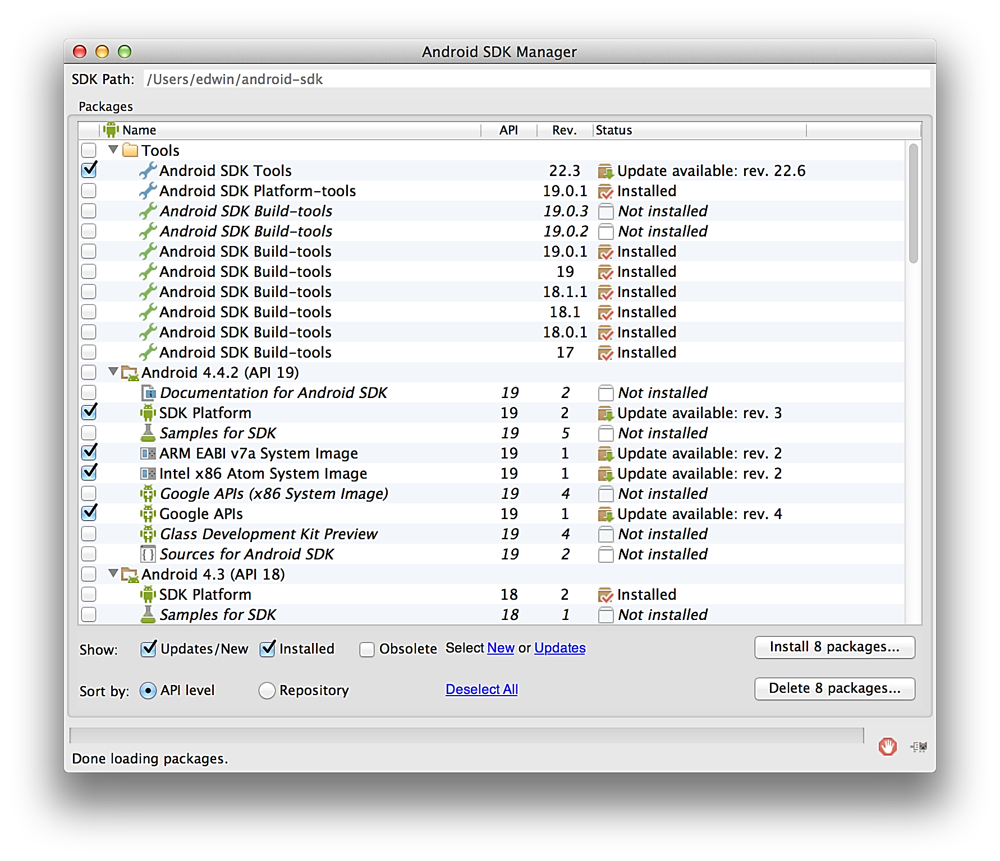 Android SDK Manager
SDK Path: /Users/edwin/android-sdk
Packages
Name API Rev. Status
Tools
Android SDK Tools 22.3 Update available: rev. 22.6
Android SDK Platform-tools 19.0.1 Installed
Android SDK Build-tools 19.0.3 Not installed
Android SDK Build-tools 19.0.2 Not installed
Android SDK Build-tools 19.0.1 Installed
Android SDK Build-tools 19 Installed
Android SDK Build-tools 18.1.1 Installed
Android SDK Build-tools 18.1 Installed
Android SDK Build-tools 18.0.1 Installed
Android SDK Build-tools 17 Installed
Android 4.4.2 (API 19)
Documentation for Android SDK 19 2 Not installed
SDK Platform 19 2 Update available: rev. 3
Samples for SDK 19 5 Not installed
ARM EABI v7a System Image 19 1 Update available: rev. 2
Intel x86 Atom System Image 19 1 Update available: rev. 2
Google APIs (x86 System Image) 19 4 Not installed
Google APIs 19 1 Update available: rev. 4
Glass Development Kit Preview 19 4 Not installed
Sources for Android SDK 19 2 Not installed
Android 4.3 (API 18)
SDK Platform 18 2 Installed
Samples for SDK 18 1 Not installed
Show: Updates/New Installed Obsolete Select New or Updates Install 8 packages...
Sort by: API level Repository Deselect All Delete 8 packages...
Done loading packages.